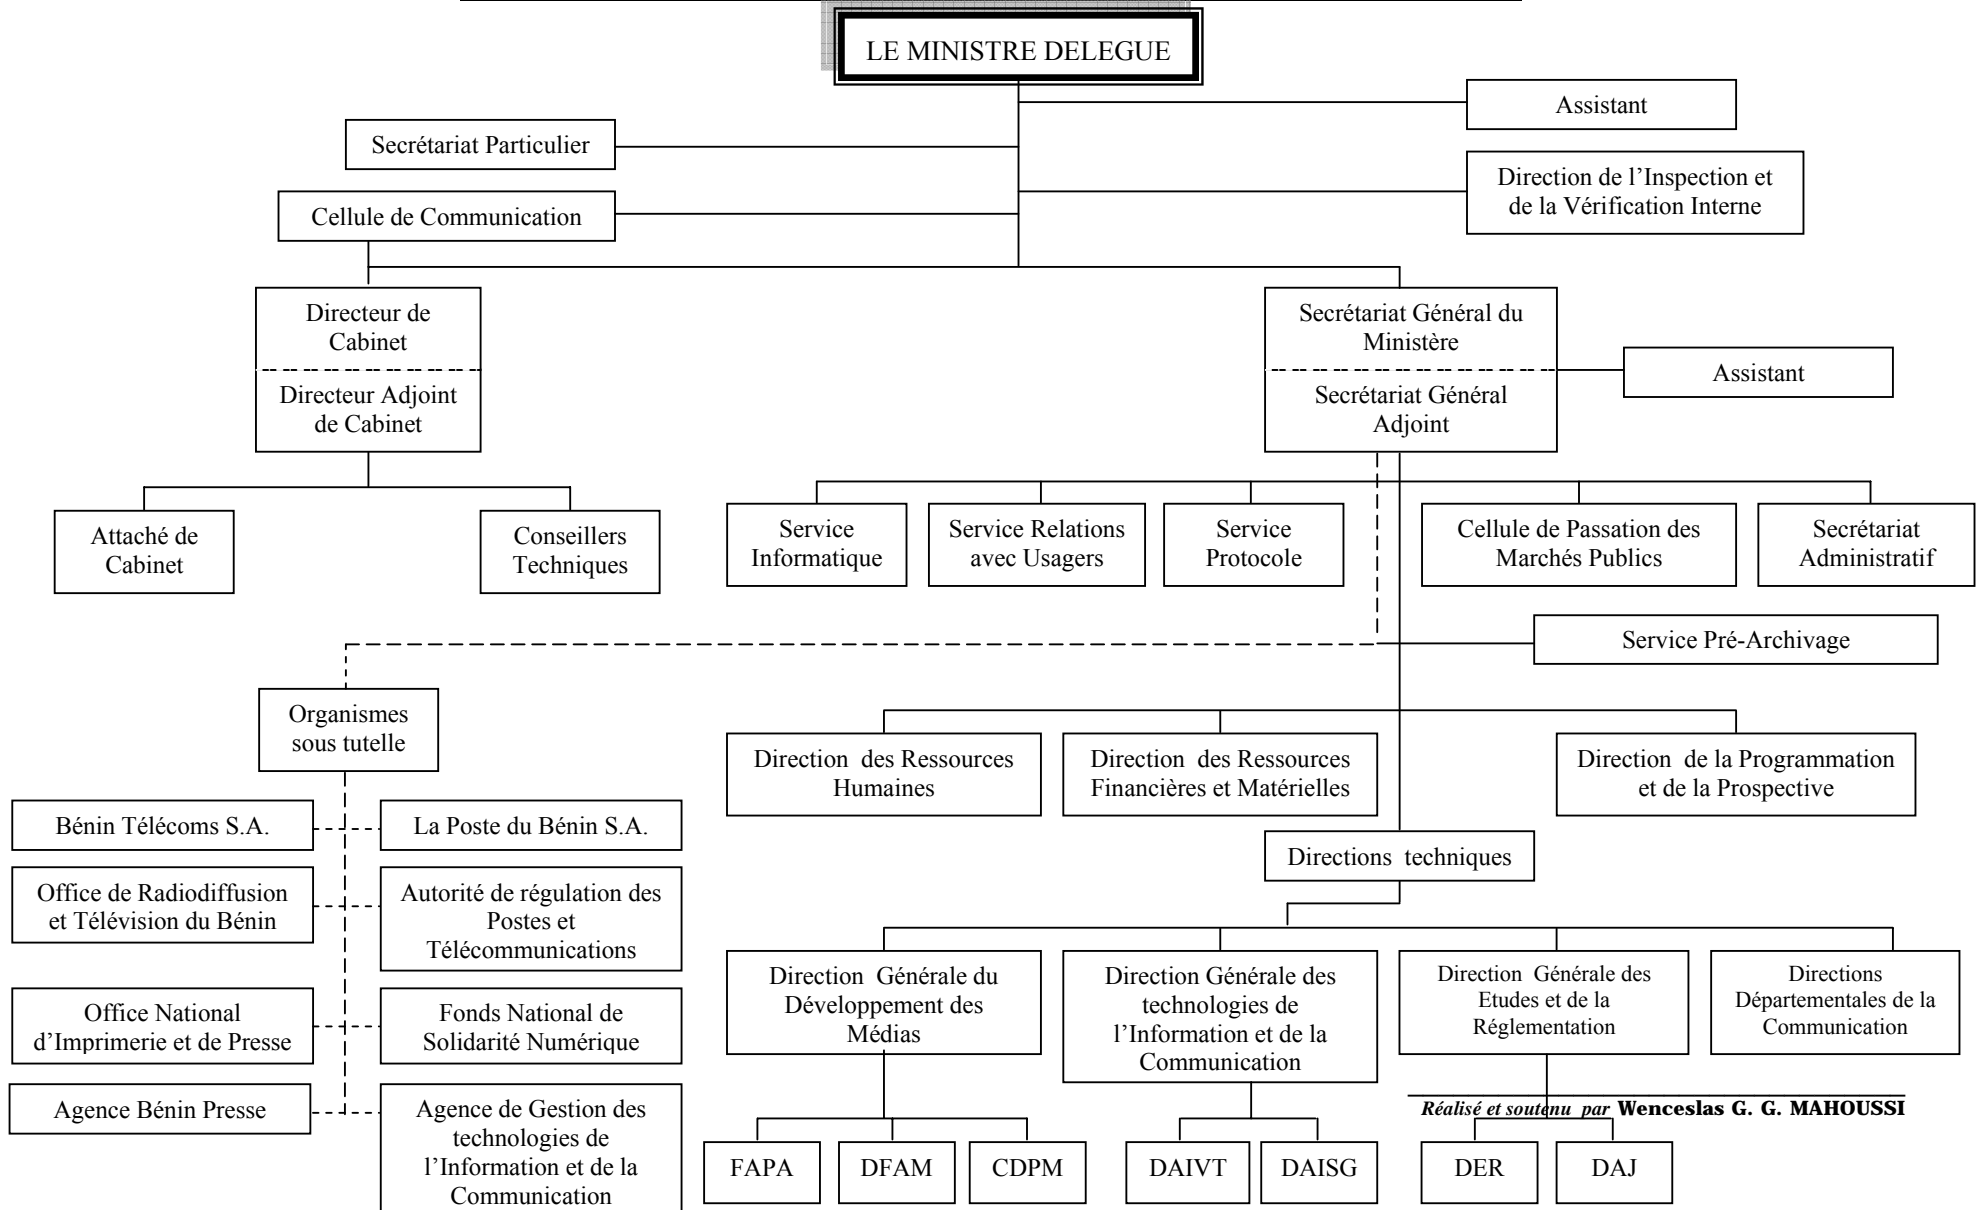 LE MINISTRE DELEGUE
Assistant
Secrétariat Particulier
Direction de l’Inspection et
de la Vérification Interne
Cellule de Communication
Directeur de
Cabinet
Directeur Adjoint
de Cabinet
Secrétariat Général du
Ministère
Secrétariat Général
Adjoint
Assistant
Attaché de
Cabinet
Conseillers
Techniques
Service
Informatique
Service Relations
avec Usagers
Service
Protocole
Cellule de Passation des
Marchés Publics
Secrétariat
Administratif
Service Pré-Archivage
Organismes
sous tutelle
Direction des Ressources
Humaines
Direction des Ressources
Financières et Matérielles
Direction de la Programmation
et de la Prospective
Bénin Télécoms S.A.
La Poste du Bénin S.A.
Directions techniques
Office de Radiodiffusion
et Télévision du Bénin
Autorité de régulation des
Postes et
Télécommunications
Office National
d’Imprimerie et de Presse
Fonds National de
Solidarité Numérique
Direction Générale du
Développement des
Médias
Direction Générale des
technologies de
l’Information et de la
Communication
Direction Générale des
Etudes et de la
Réglementation
Directions
Départementales de la
Communication
Agence Bénin Presse
Agence de Gestion des
technologies de
l’Information et de la
Communication
Réalisé et soutenu par Wenceslas G. G. MAHOUSSI
FAPA
DFAM
CDPM
DAIVT
DAISG
DER
DAJ